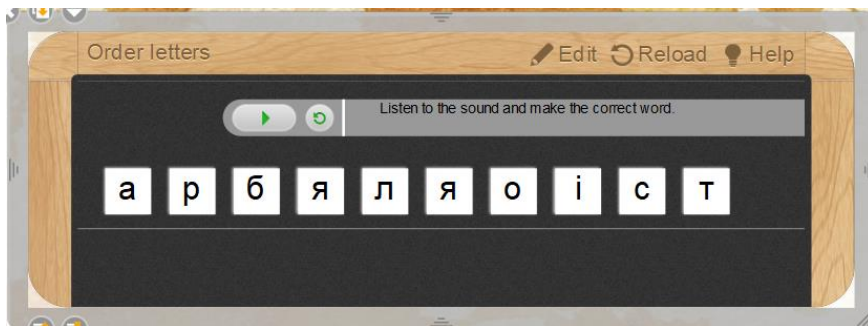 Order letters
Edit Reload Help
Listen to the sound and make the correct word.
а р б я л я о і с т